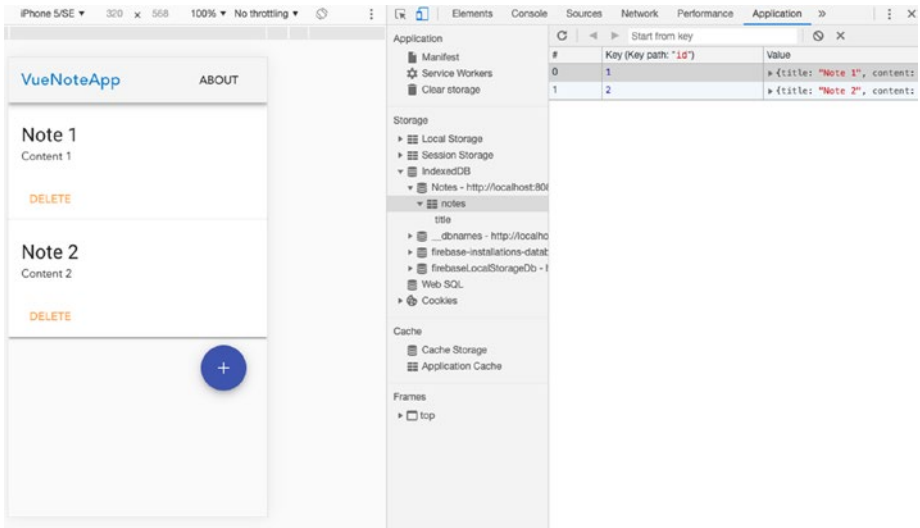 iPhone 5/SE ▼ 320 x 568 100% ▼ No throttling ▼
VueNoteApp ABOUT
Note 1
Content 1
DELETE
Note 2
Content 2
DELETE
+
Elements Console Sources Network Performance Application »
Application
Manifest
Service Workers
Clear storage
Storage
Local Storage
Session Storage
IndexedDB
Notes - http://localhost:808
notes
title
__dbnames - http://localho
firebase-installations-datab
firebaseLocalStorageDb - h
Web SQL
Cookies
Cache
Cache Storage
Application Cache
Frames
top
Start from key
# Key (Key path: "id") Value
0 1 {title: "Note 1", content:
1 2 {title: "Note 2", content: